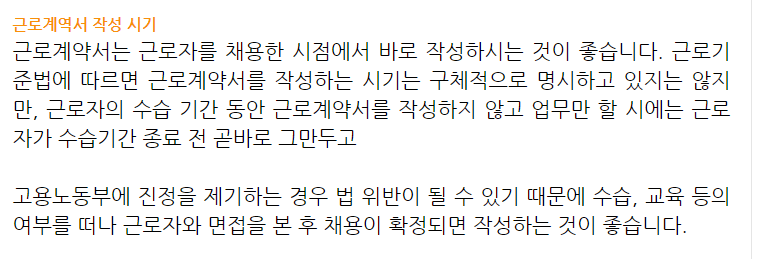 근로계역서 작성 시기
근로계약서는 근로자를 채용한 시점에서 바로 작성하시는 것이 좋습니다. 근로기
준법에 따르면 근로계약서를 작성하는 시기는 구체적으로 명시하고 있지는 않지
만, 근로자의 수습 기간 동안 근로계약서를 작성하지 않고 업무만 할 시에는 근로
자가 수습기간 종료 전 곧바로 그만두고
고용노동부에 진정을 제기하는 경우 법 위반이 될 수 있기 때문에 수습, 교육 등의
여부를 떠나 근로자와 면접을 본 후 채용이 확정되면 작성하는 것이 좋습니다.